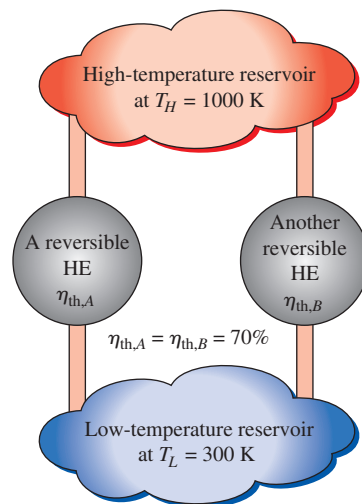 High-temperature reservoir
at T_H = 1000 K
A reversible
HE
η_th,A
Another
reversible
HE
η_th,B
η_th,A = η_th,B = 70%
Low-temperature reservoir
at T_L = 300 K